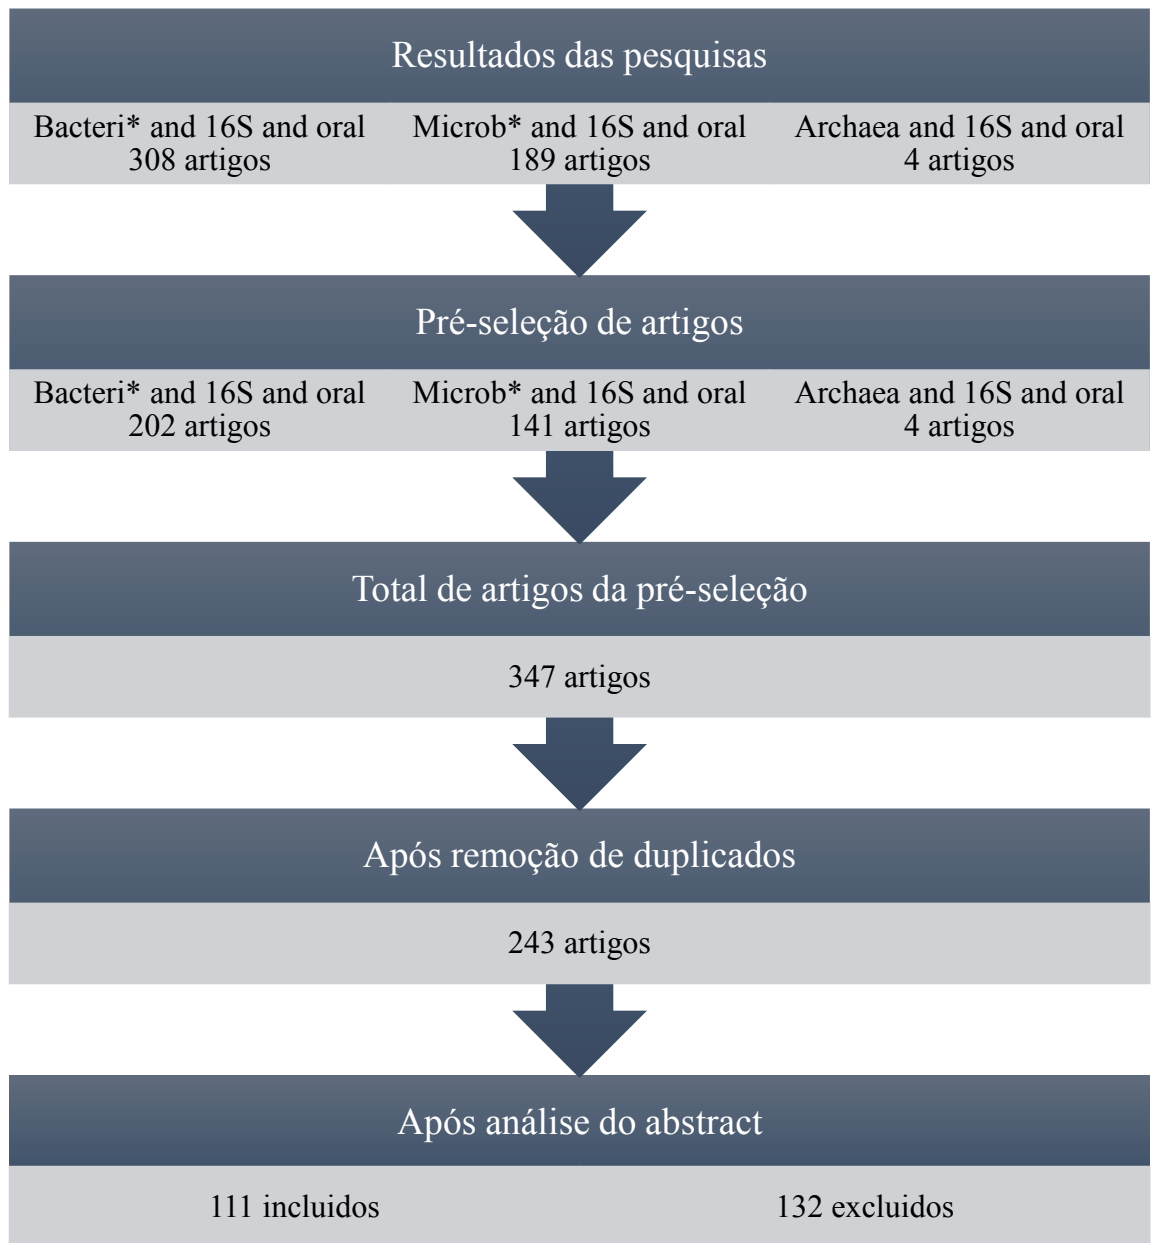 Resultados das pesquisas
Bacteri* and 16S and oral
308 artigos
Microb* and 16S and oral
189 artigos
Archaea and 16S and oral
4 artigos
Pré-seleção de artigos
Bacteri* and 16S and oral
202 artigos
Microb* and 16S and oral
141 artigos
Archaea and 16S and oral
4 artigos
Total de artigos da pré-seleção
347 artigos
Após remoção de duplicados
243 artigos
Após análise do abstract
111 incluidos
132 excluidos